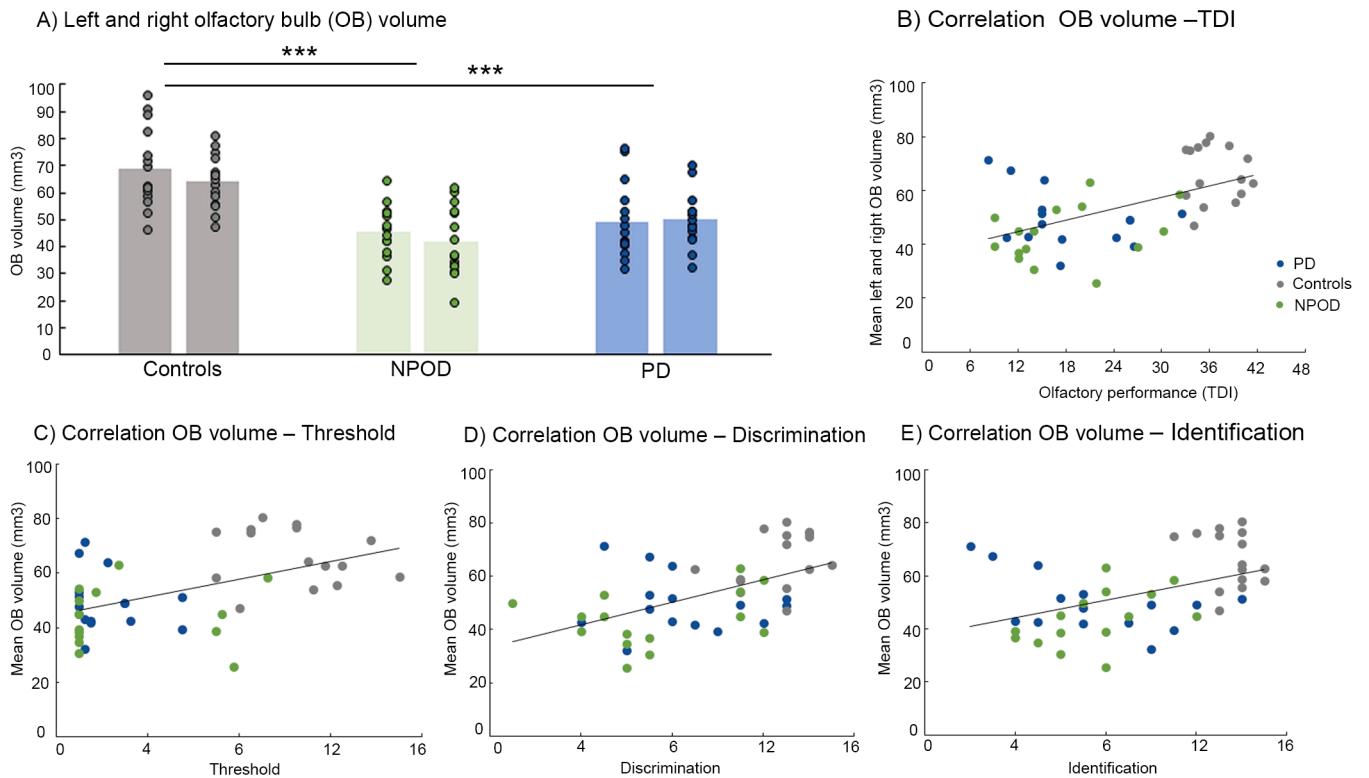 A) Left and right olfactory bulb (OB) volume
***
***
OB volume (mm3)
100
90
80
70
60
50
40
30
20
10
0
Controls NPOD PD
B) Correlation OB volume –TDI
Mean left and right OB volume (mm3)
100
80
60
40
20
0
0 6 12 18 24 30 36 42 48
Olfactory performance (TDI)
PD
Controls
NPOD
C) Correlation OB volume – Threshold
Mean OB volume (mm3)
100
80
60
40
20
0
0 4 6 12 16
Threshold
D) Correlation OB volume – Discrimination
Mean OB volume (mm3)
100
80
60
40
20
0
0 4 6 12 16
Discrimination
E) Correlation OB volume – Identification
Mean OB volume (mm3)
100
80
60
40
20
0
0 4 6 12 16
Identification